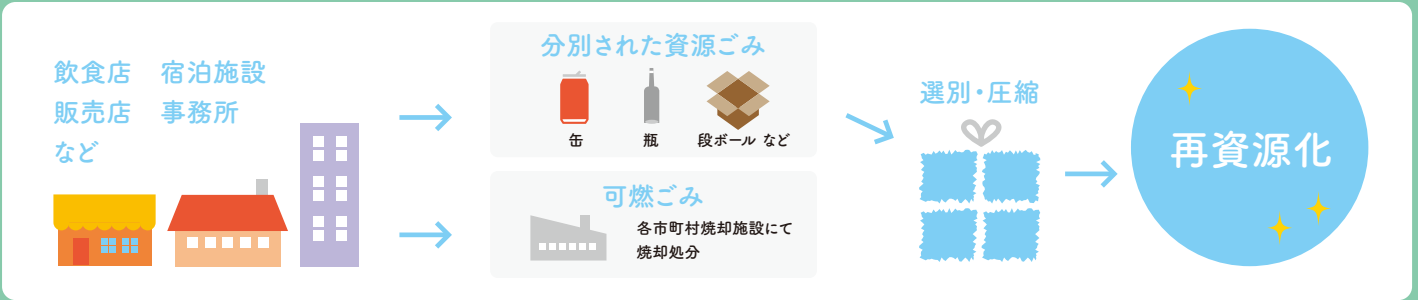 飲食店　宿泊施設
販売店　事務所
など
分別された資源ごみ
缶
瓶
段ボール など
可燃ごみ
各市町村焼却施設にて
焼却処分
選別・圧縮
再資源化